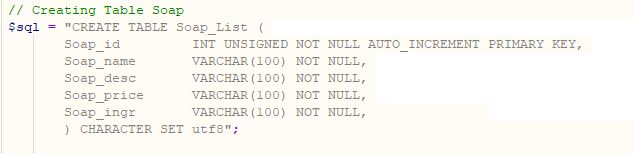 // Creating Table Soap
$sql = "CREATE TABLE Soap_List (
Soap_id INT UNSIGNED NOT NULL AUTO_INCREMENT PRIMARY KEY,
Soap_name VARCHAR(100) NOT NULL,
Soap_desc VARCHAR(100) NOT NULL,
Soap_price VARCHAR(100) NOT NULL,
Soap_ingr VARCHAR(100) NOT NULL,
) CHARACTER SET utf8";